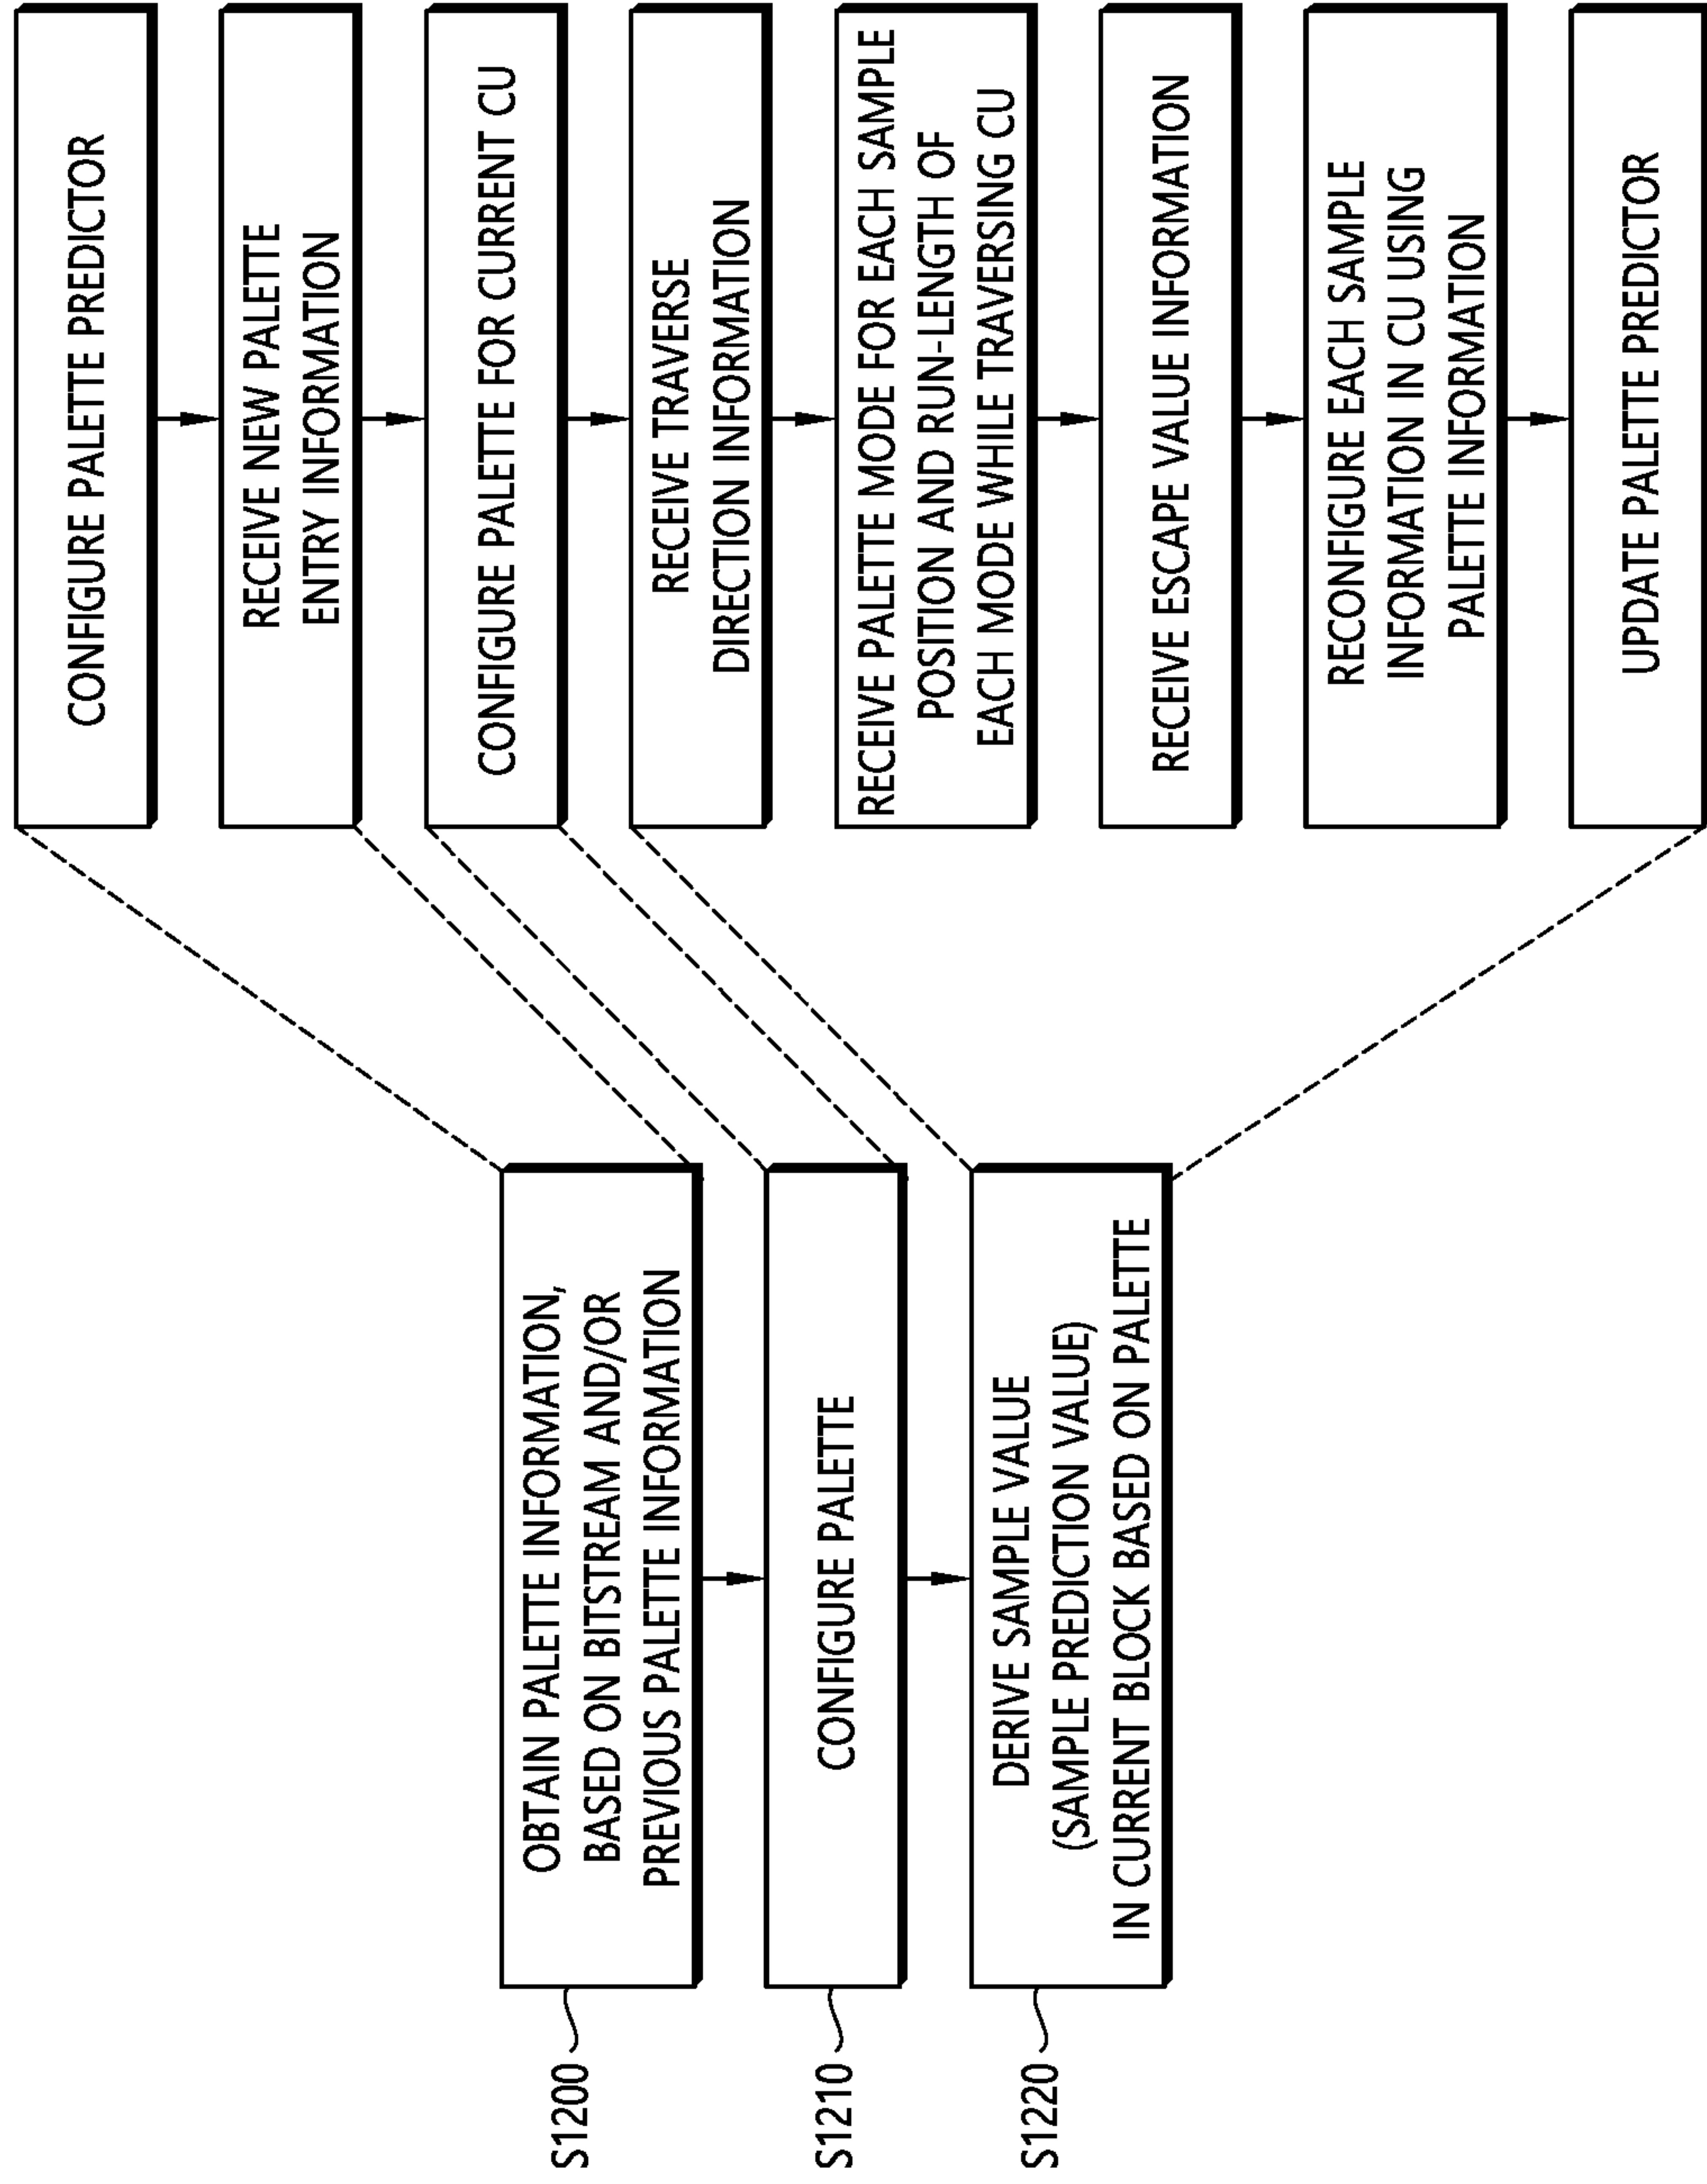 S1200
OBTAIN PALETTE INFORMATION,
BASED ON BITSTREAM AND/OR
PREVIOUS PALETTE INFORMATION
S1210
CONFIGURE PALETTE
S1220
DERIVE SAMPLE VALUE
(SAMPLE PREDICTION VALUE)
IN CURRENT BLOCK BASED ON PALETTE
CONFIGURE PALETTE PREDICTOR
RECEIVE NEW PALETTE
ENTRY INFORMATION
CONFIGURE PALETTE FOR CURRENT CU
RECEIVE TRAVERSE
DIRECTION INFORMATION
RECEIVE PALETTE MODE FOR EACH SAMPLE
POSITION AND RUN-LENGTH OF
EACH MODE WHILE TRAVERSING CU
RECEIVE ESCAPE VALUE INFORMATION
RECONFIGURE EACH SAMPLE
INFORMATION IN CU USING
PALETTE INFORMATION
UPDATE PALETTE PREDICTOR